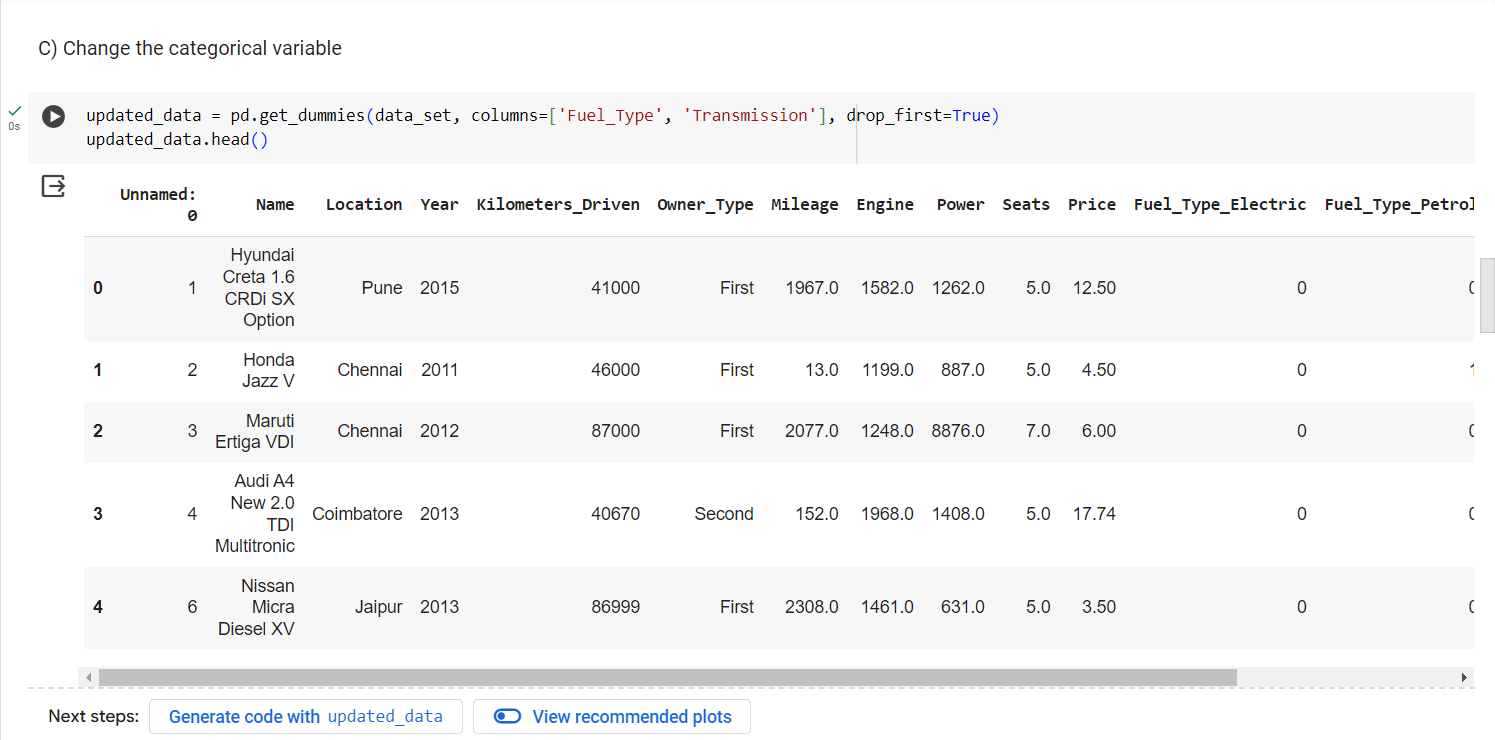 C) Change the categorical variable
0s
updated_data = pd.get_dummies(data_set, columns=['Fuel_Type', 'Transmission'], drop_first=True)
updated_data.head()
Unnamed: 0 Name Location Year Kilometers_Driven Owner_Type Mileage Engine Power Seats Price Fuel_Type_Electric Fuel_Type_Petrol
0 1 Hyundai Creta 1.6 CRDi SX Option Pune 2015 41000 First 1967.0 1582.0 1262.0 5.0 12.50 0
1 2 Honda Jazz V Chennai 2011 46000 First 13.0 1199.0 887.0 5.0 4.50 0
2 3 Maruti Ertiga VDI Chennai 2012 87000 First 2077.0 1248.0 8876.0 7.0 6.00 0
3 4 Audi A4 New 2.0 TDI Multitronic Coimbatore 2013 40670 Second 152.0 1968.0 1408.0 5.0 17.74 0
4 6 Nissan Micra Diesel XV Jaipur 2013 86999 First 2308.0 1461.0 631.0 5.0 3.50 0
Next steps: Generate code with updated_data View recommended plots